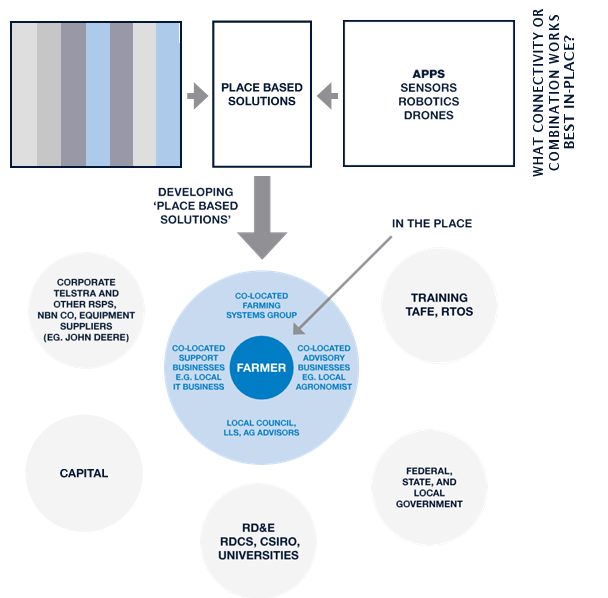 PLACE BASED
SOLUTIONS
APPS
SENSORS
ROBOTICS
DRONES
WHAT CONNECTIVITY OR
COMBINATION WORKS
BEST IN-PLACE?
DEVELOPING
‘PLACE BASED
SOLUTIONS’
IN THE PLACE
CORPORATE
TELSTRA AND
OTHER RSPS,
NBN CO, EQUIPMENT
SUPPLIERS
(EG. JOHN DEERE)
CO-LOCATED
FARMING
SYSTEMS GROUP
TRAINING
TAFE, RTOS
CO-LOCATED
SUPPORT
BUSINESSES
E.G. LOCAL
IT BUSINESS
FARMER
CO-LOCATED
ADVISORY
BUSINESSES
EG. LOCAL
AGRONOMIST
LOCAL COUNCIL,
LLS, AG ADVISORS
CAPITAL
FEDERAL,
STATE, AND
LOCAL
GOVERNMENT
RD&E
RDCS, CSIRO,
UNIVERSITIES